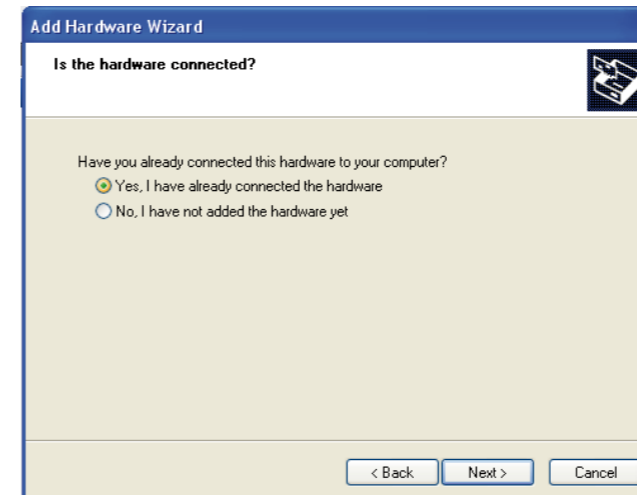 Add Hardware Wizard
Is the hardware connected?
Have you already connected this hardware to your computer?
Yes, I have already connected the hardware
No, I have not added the hardware yet
< Back Next > Cancel